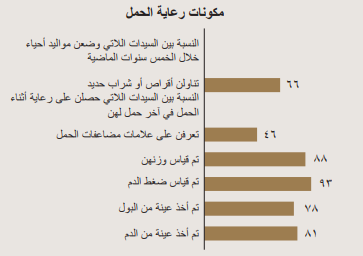 مكونات رعاية الحمل
النسبة بين السيدات اللاتي وضعن مواليد أحياء
خلال الخمس سنوات الماضية
تناولن أقراص أو شراب حديد
٦٦
النسبة بين السيدات اللاتي حصلن على رعاية أثناء
الحمل في آخر حمل لهن
تعرفن على علامات مضاعفات الحمل
٤٦
تم قياس وزنهن
٨٨
تم قياس ضغط الدم
٩٣
تم أخذ عينة من البول
٧٨
تم أخذ عينة من الدم
٨١